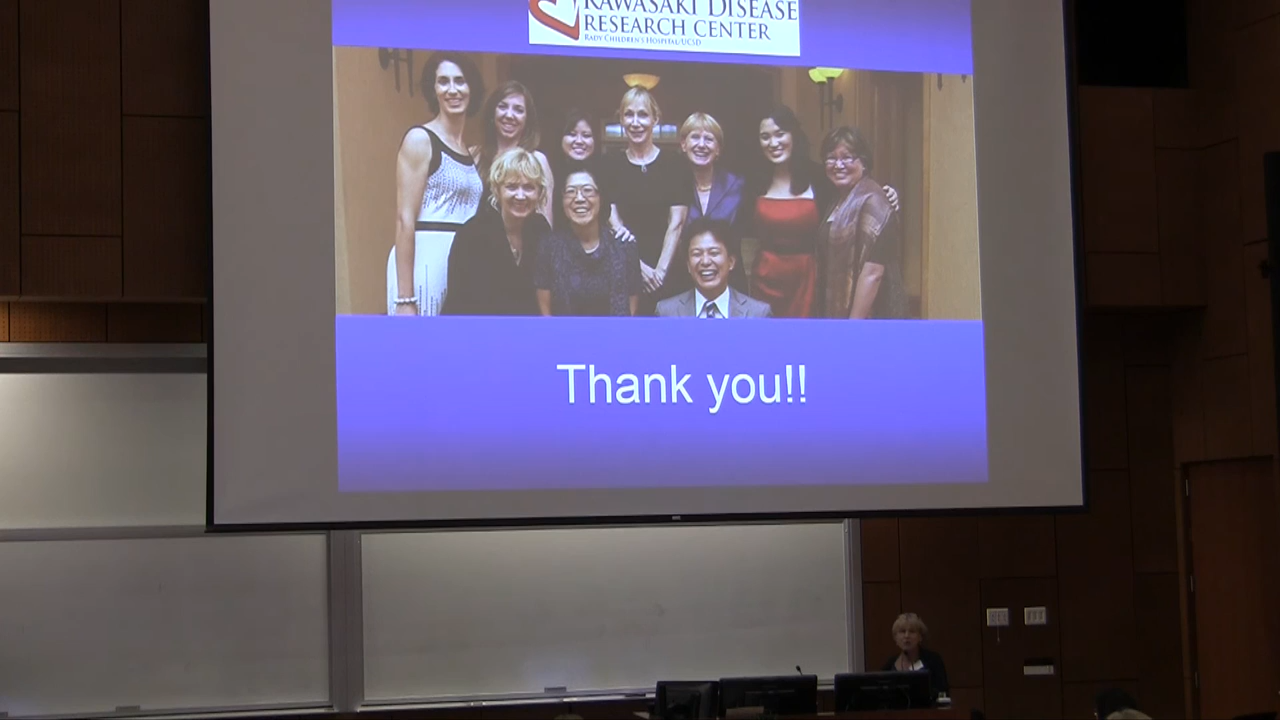 KAWASAKI DISEASE
RESEARCH CENTER
RADY CHILDREN'S HOSPITAL/UCSD
Thank you!!